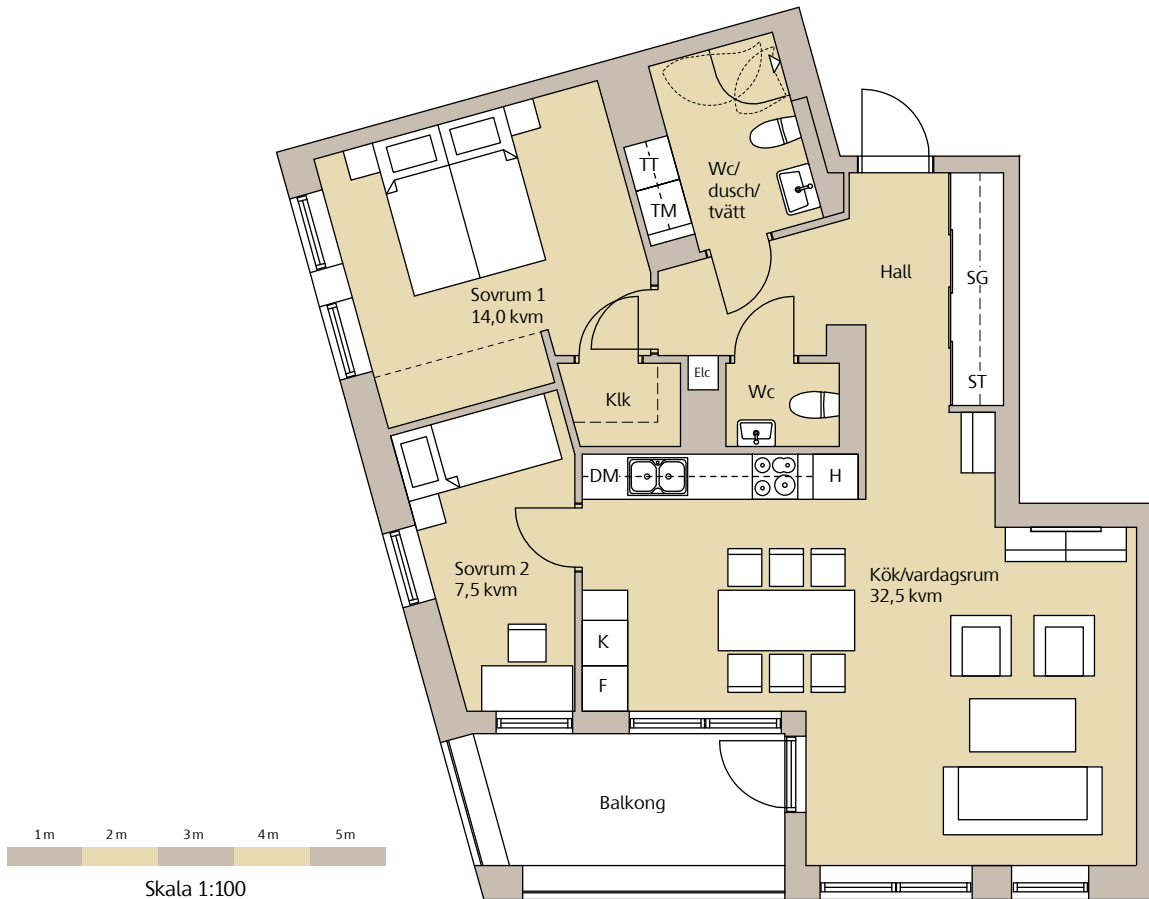 TT
TM
Wc/
dusch/
tvätt
Hall
SG
ST
Sovrum 1
14,0 kvm
Elc
Klk
Wc
DM
H
Sovrum 2
7,5 kvm
Kök/vardagsrum
32,5 kvm
K
F
Balkong
1 m 2 m 3 m 4 m 5 m
Skala 1:100